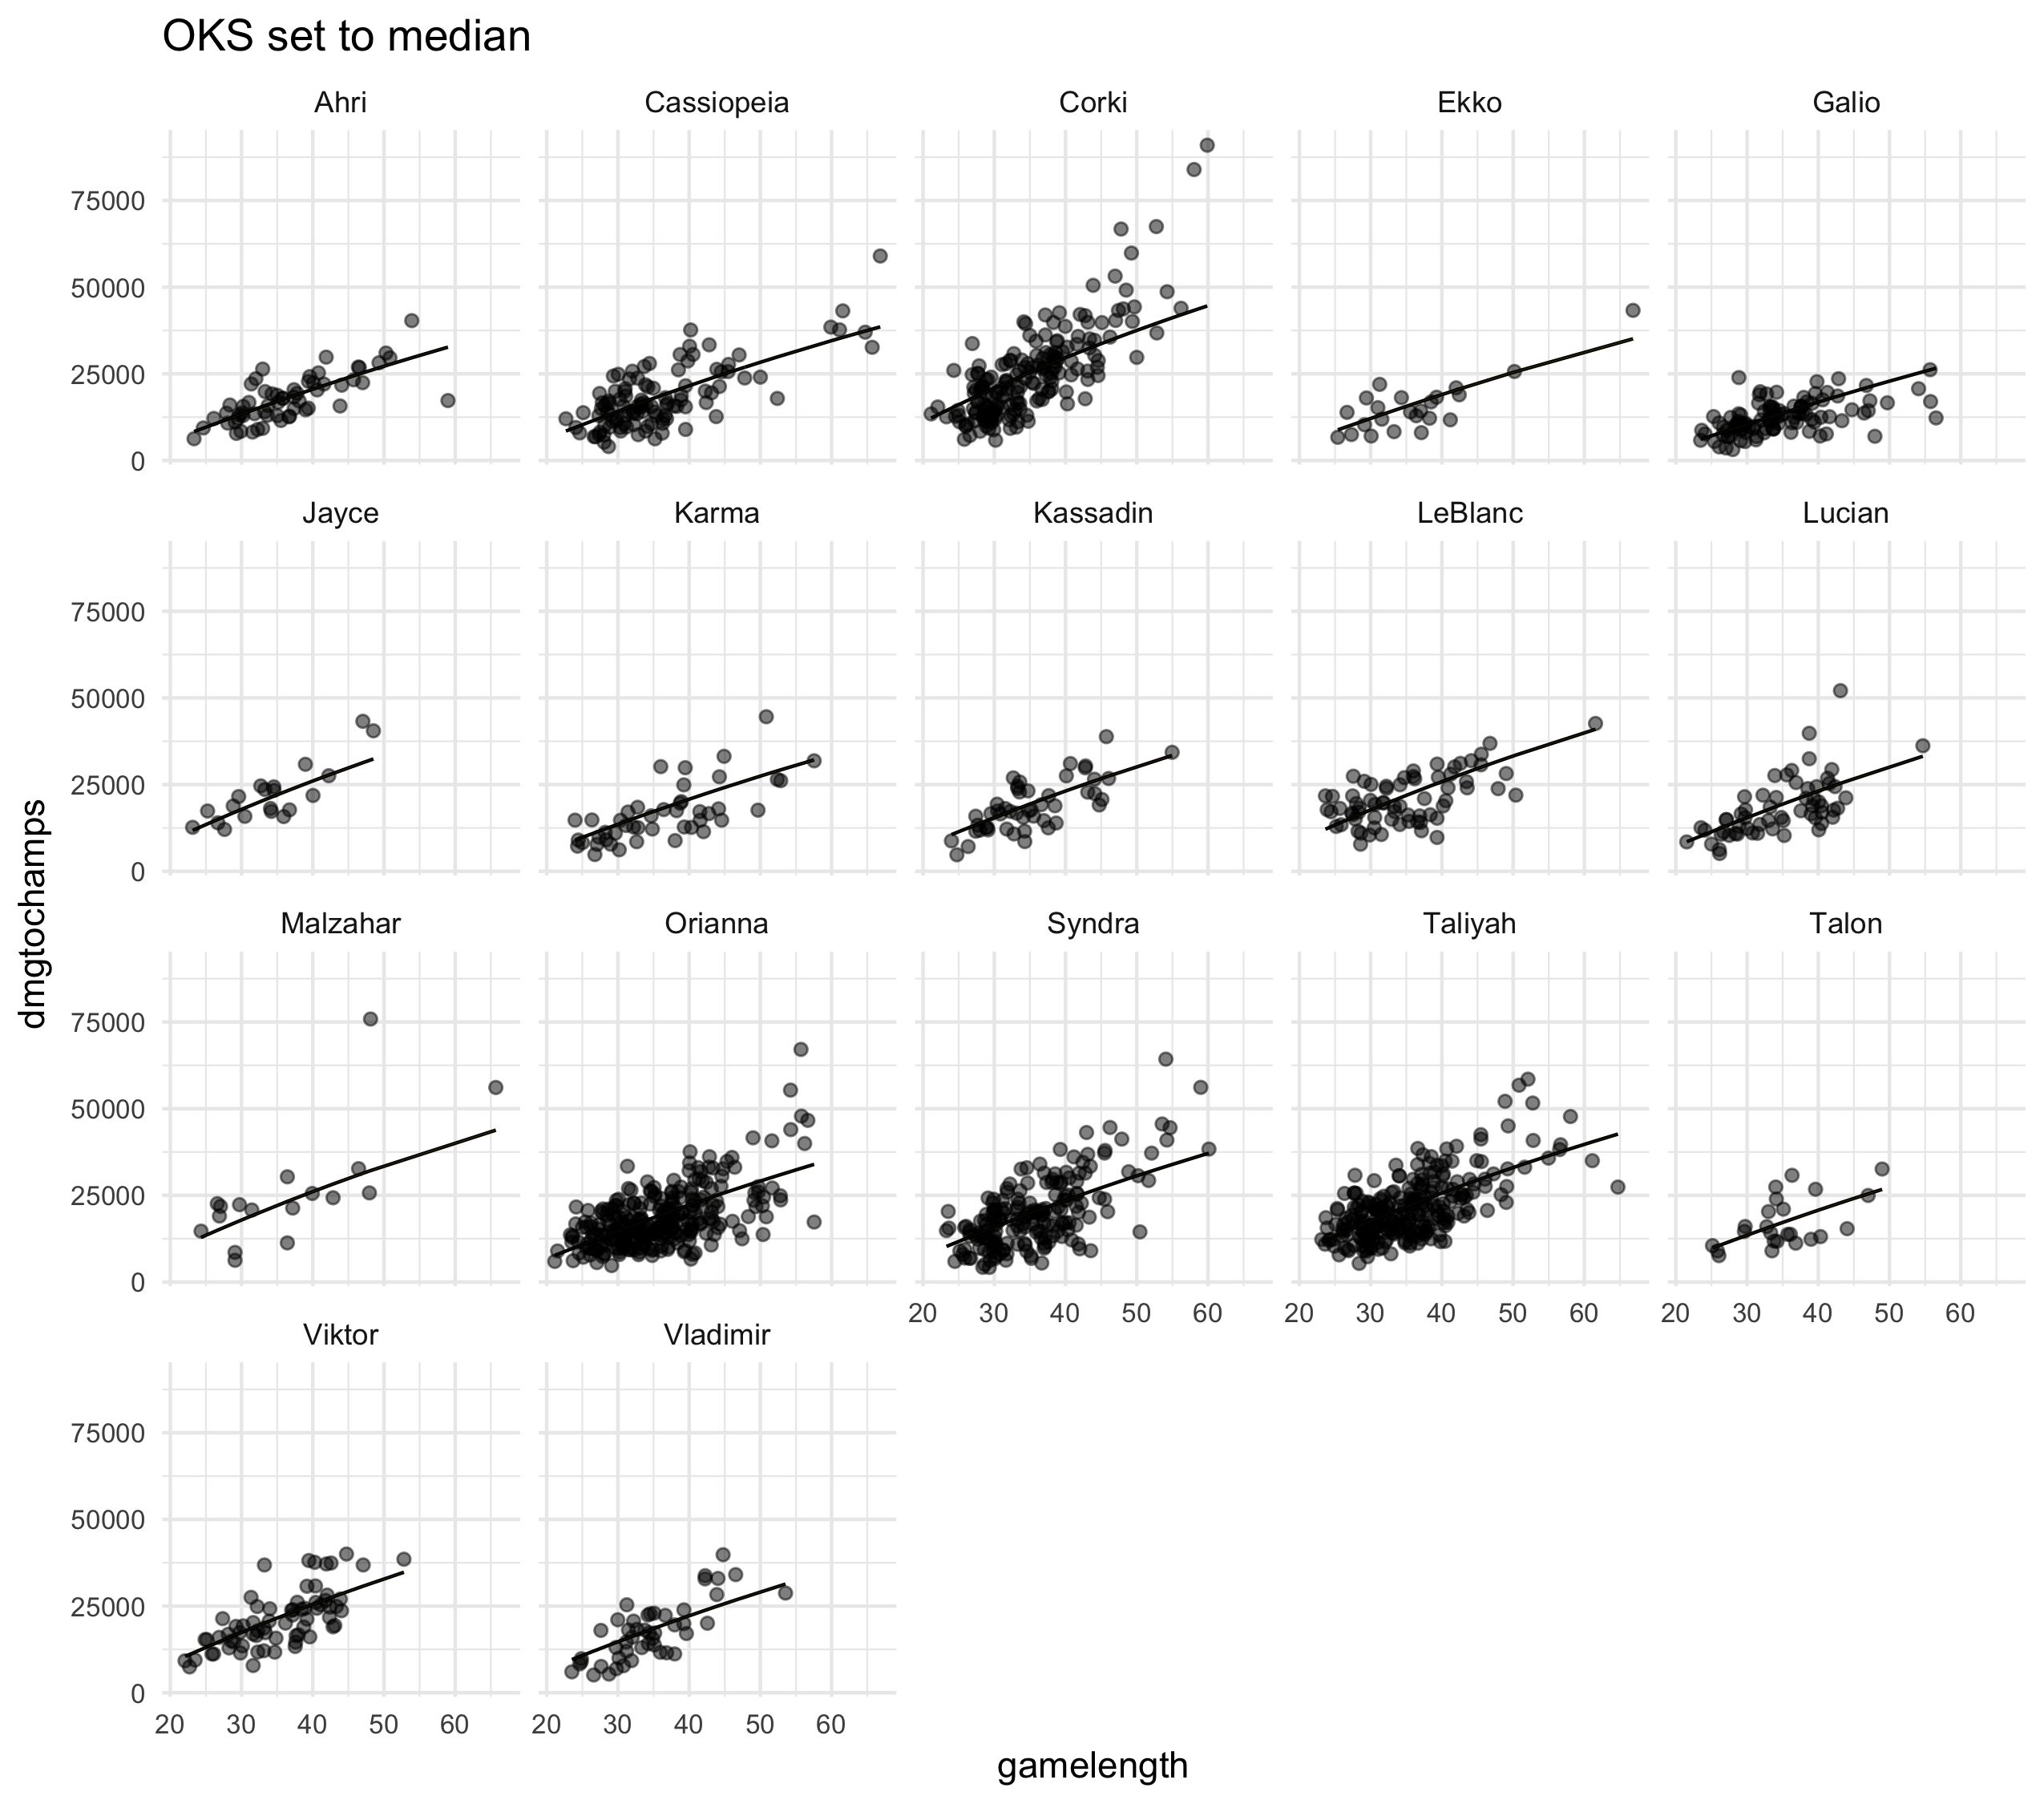 OKS set to median
Ahri Cassiopeia Corki Ekko Galio
75000
50000
25000
0
Jayce Karma Kassadin LeBlanc Lucian
75000
50000
25000
0
Malzahar Orianna Syndra Taliyah Talon
75000
50000
25000
0
20 30 40 50 60 20 30 40 50 60 20 30 40 50 60
Viktor Vladimir
75000
50000
25000
0
20 30 40 50 60 20 30 40 50 60
gamelength
dmgtochamps